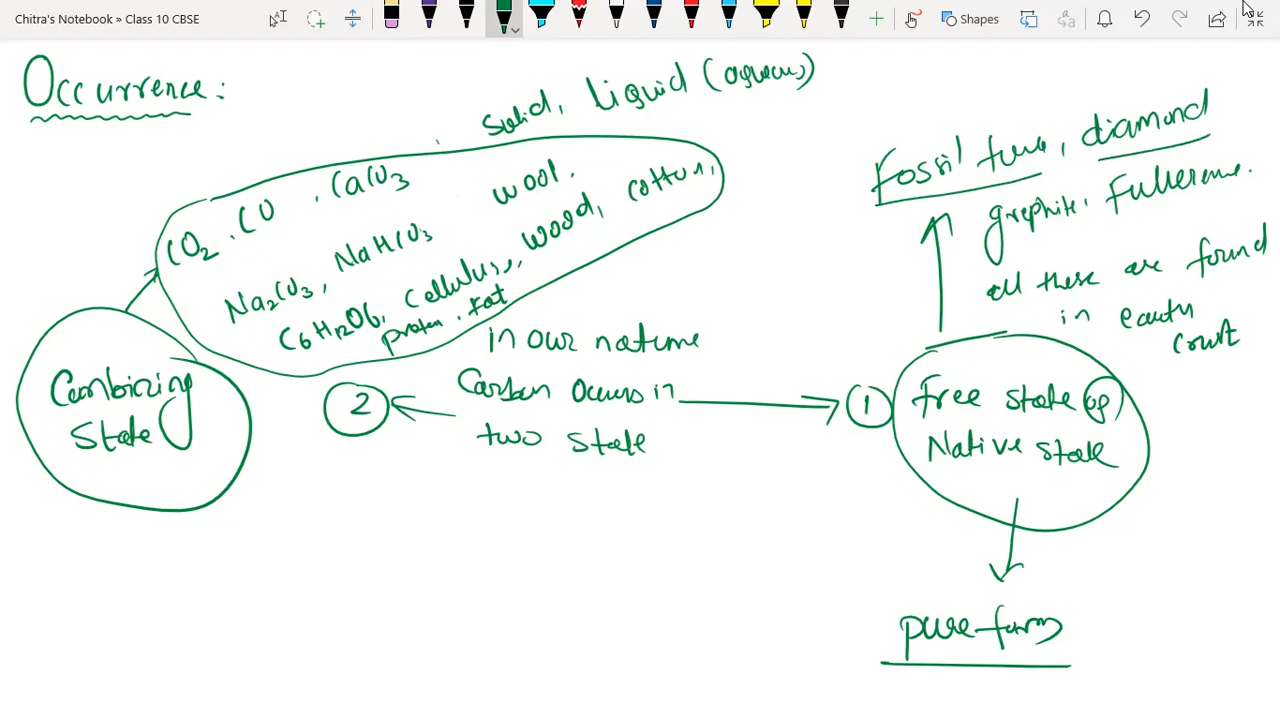 Chitra's Notebook » Class 10 CBSE
Shapes
Occurrence:
Solid, Liquid (aqueous)
CO2, CO, CaCO3
wool,
Na2CO3, NaHCO3
wood, cotton,
C6H12O6, Cellulose,
protein, fat
Combining
State
2
in our nature
Carbon Occurs in
two state
1
Free state (or)
Native state
Fossil fuel, diamond
graphite, Fullerene.
all these are found
in earth
crust
pure form